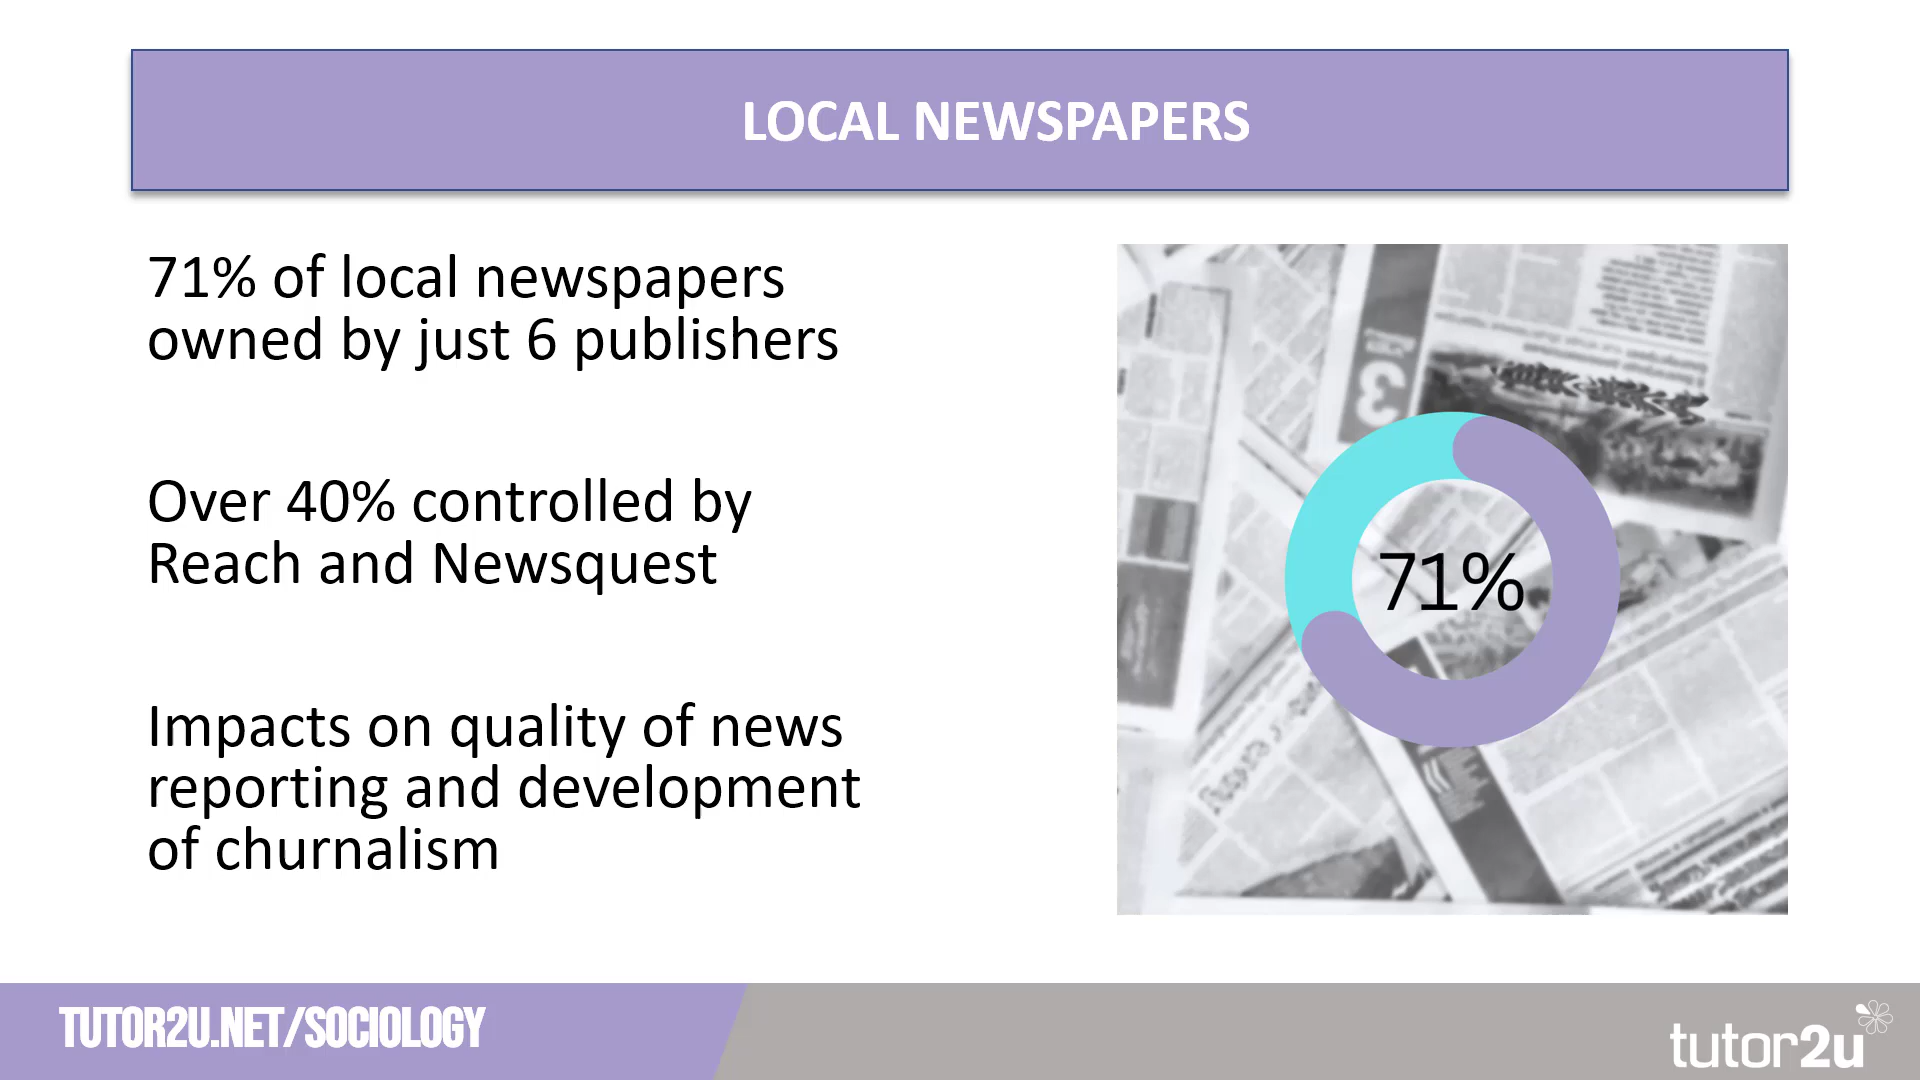 LOCAL NEWSPAPERS
71% of local newspapers
owned by just 6 publishers
Over 40% controlled by
Reach and Newsquest
Impacts on quality of news
reporting and development
of churnalism
71%
TUTOR2U.NET/SOCIOLOGY
tutor2u